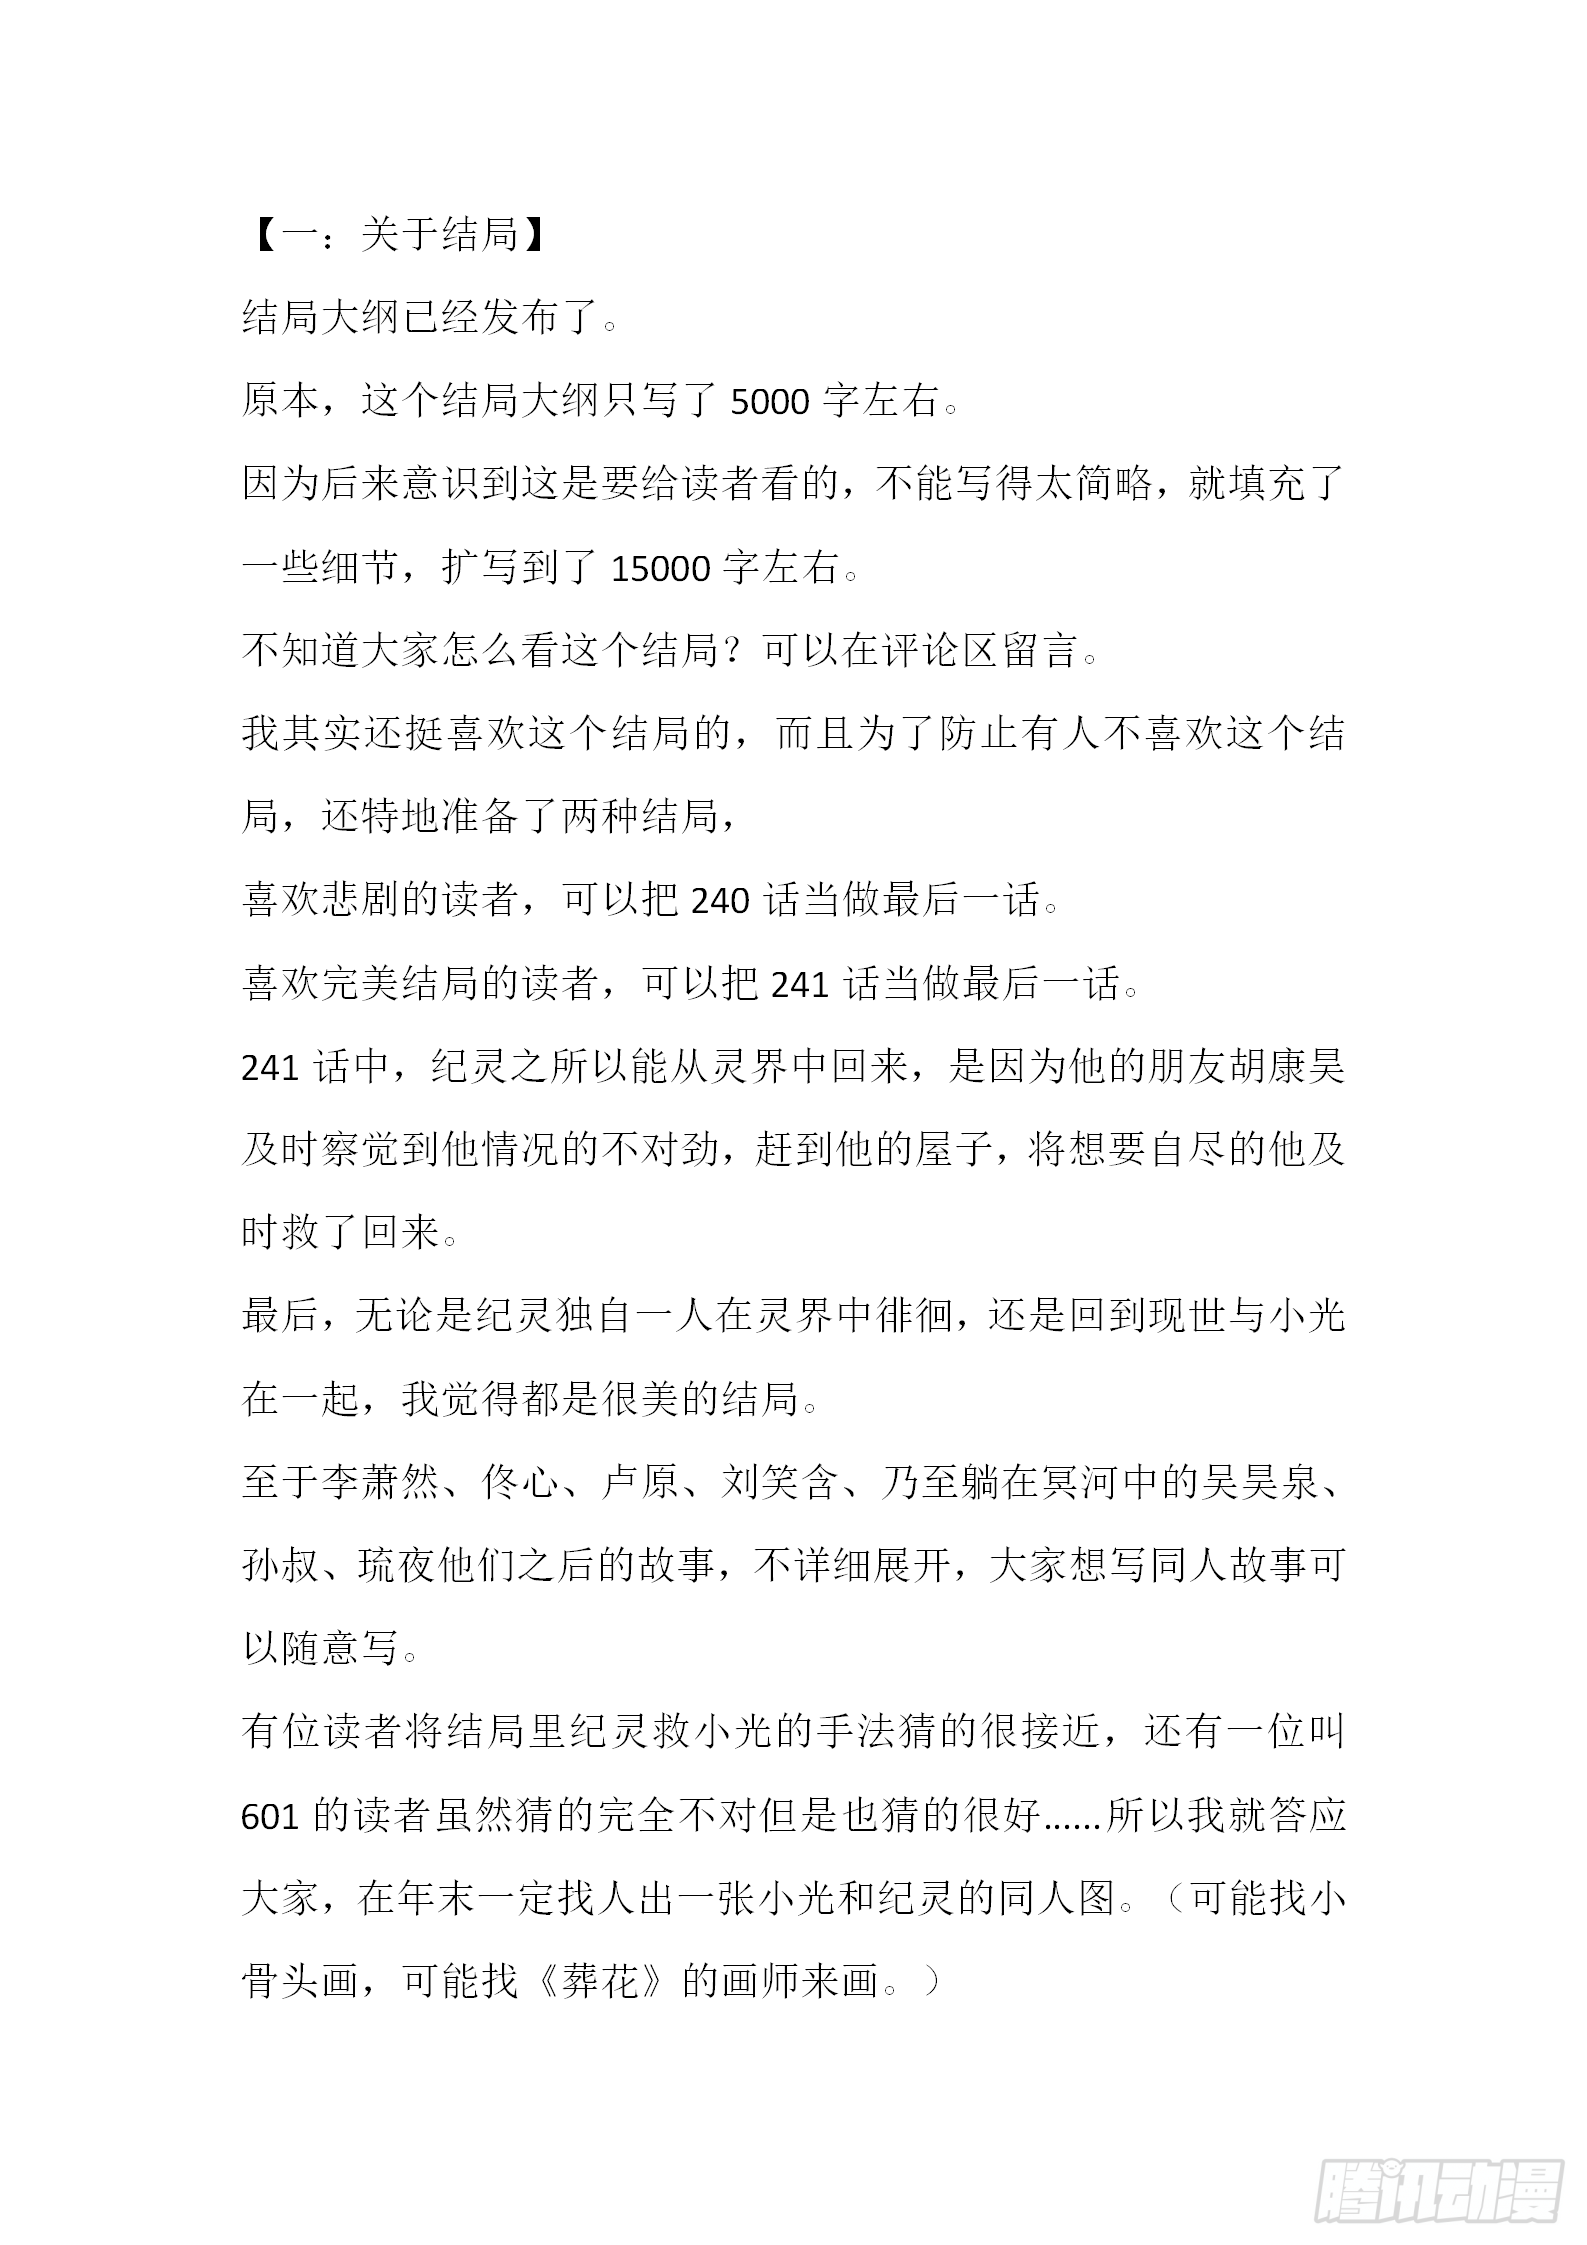 【一：关于结局】
结局大纲已经发布了。
原本，这个结局大纲只写了 5000 字左右。
因为后来意识到这是要给读者看的，不能写得太简略，就填充了
一些细节，扩写到了 15000 字左右。
不知道大家怎么看这个结局？可以在评论区留言。
我其实还挺喜欢这个结局的，而且为了防止有人不喜欢这个结
局，还特地准备了两种结局，
喜欢悲剧的读者，可以把 240 话当做最后一话。
喜欢完美结局的读者，可以把 241 话当做最后一话。
241 话中，纪灵之所以能从灵界中回来，是因为他的朋友胡康昊
及时察觉到他情况的不对劲，赶到他的屋子，将想要自尽的他及
时救了回来。
最后，无论是纪灵独自一人在灵界中徘徊，还是回到现世与小光
在一起，我觉得都是很美的结局。
至于李萧然、佟心、卢原、刘笑含、乃至躺在冥河中的吴昊泉、
孙叔、琉夜他们之后的故事，不详细展开，大家想写同人故事可
以随意写。
有位读者将结局里纪灵救小光的手法猜的很接近，还有一位叫
601 的读者虽然猜的完全不对但是也猜的很好......所以我就答应
大家，在年末一定找人出一张小光和纪灵的同人图。（可能找小
骨头画，可能找《葬花》的画师来画。）
腾讯动漫